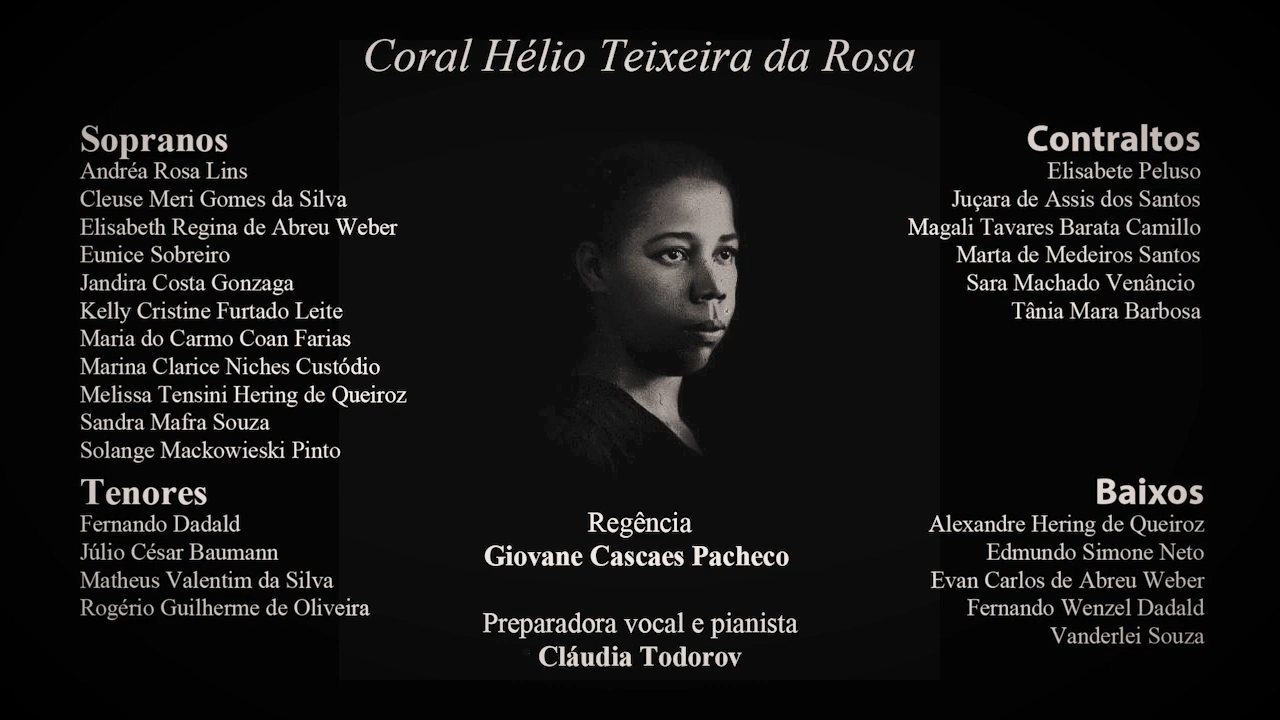 Coral Hélio Teixeira da Rosa
Sopranos
Andréa Rosa Lins
Cleuse Meri Gomes da Silva
Elisabeth Regina de Abreu Weber
Eunice Sobreiro
Jandira Costa Gonzaga
Kelly Cristine Furtado Leite
Maria do Carmo Coan Farias
Marina Clarice Niches Custódio
Melissa Tensini Hering de Queiroz
Sandra Mafra Souza
Solange Mackowieski Pinto
Tenores
Fernando Dadald
Júlio César Baumann
Matheus Valentim da Silva
Rogério Guilherme de Oliveira
Regência
Giovane Cascaes Pacheco
Preparadora vocal e pianista
Cláudia Todorov
Contraltos
Elisabete Peluso
Juçara de Assis dos Santos
Magali Tavares Barata Camillo
Marta de Medeiros Santos
Sara Machado Venâncio
Tânia Mara Barbosa
Baixos
Alexandre Hering de Queiroz
Edmundo Simone Neto
Evan Carlos de Abreu Weber
Fernando Wenzel Dadald
Vanderlei Souza